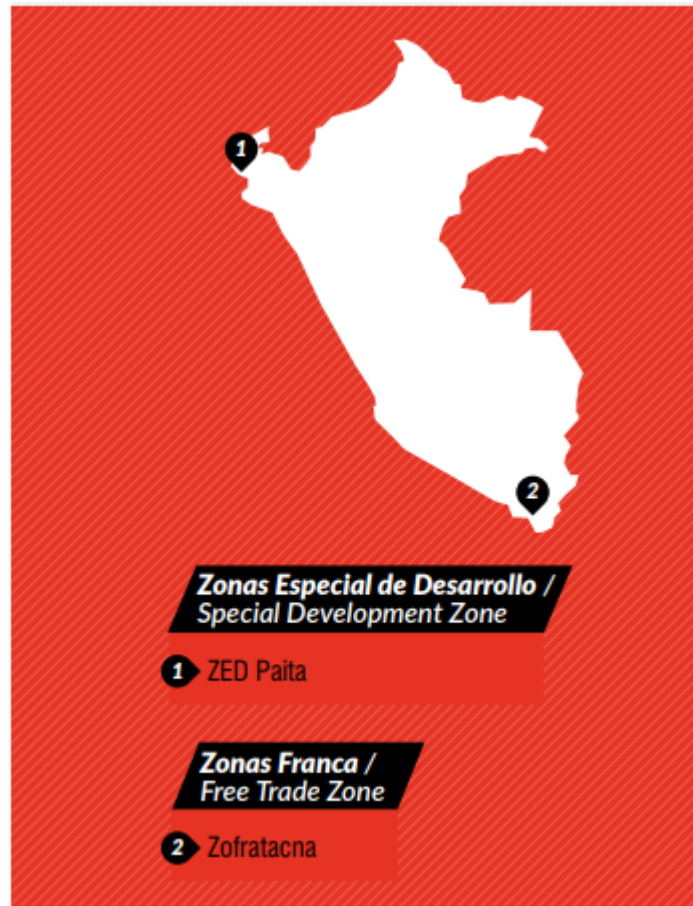 1
2
Zonas Especial de Desarrollo /
Special Development Zone
1 ZED Paita
Zonas Franca /
Free Trade Zone
2 Zofratacna